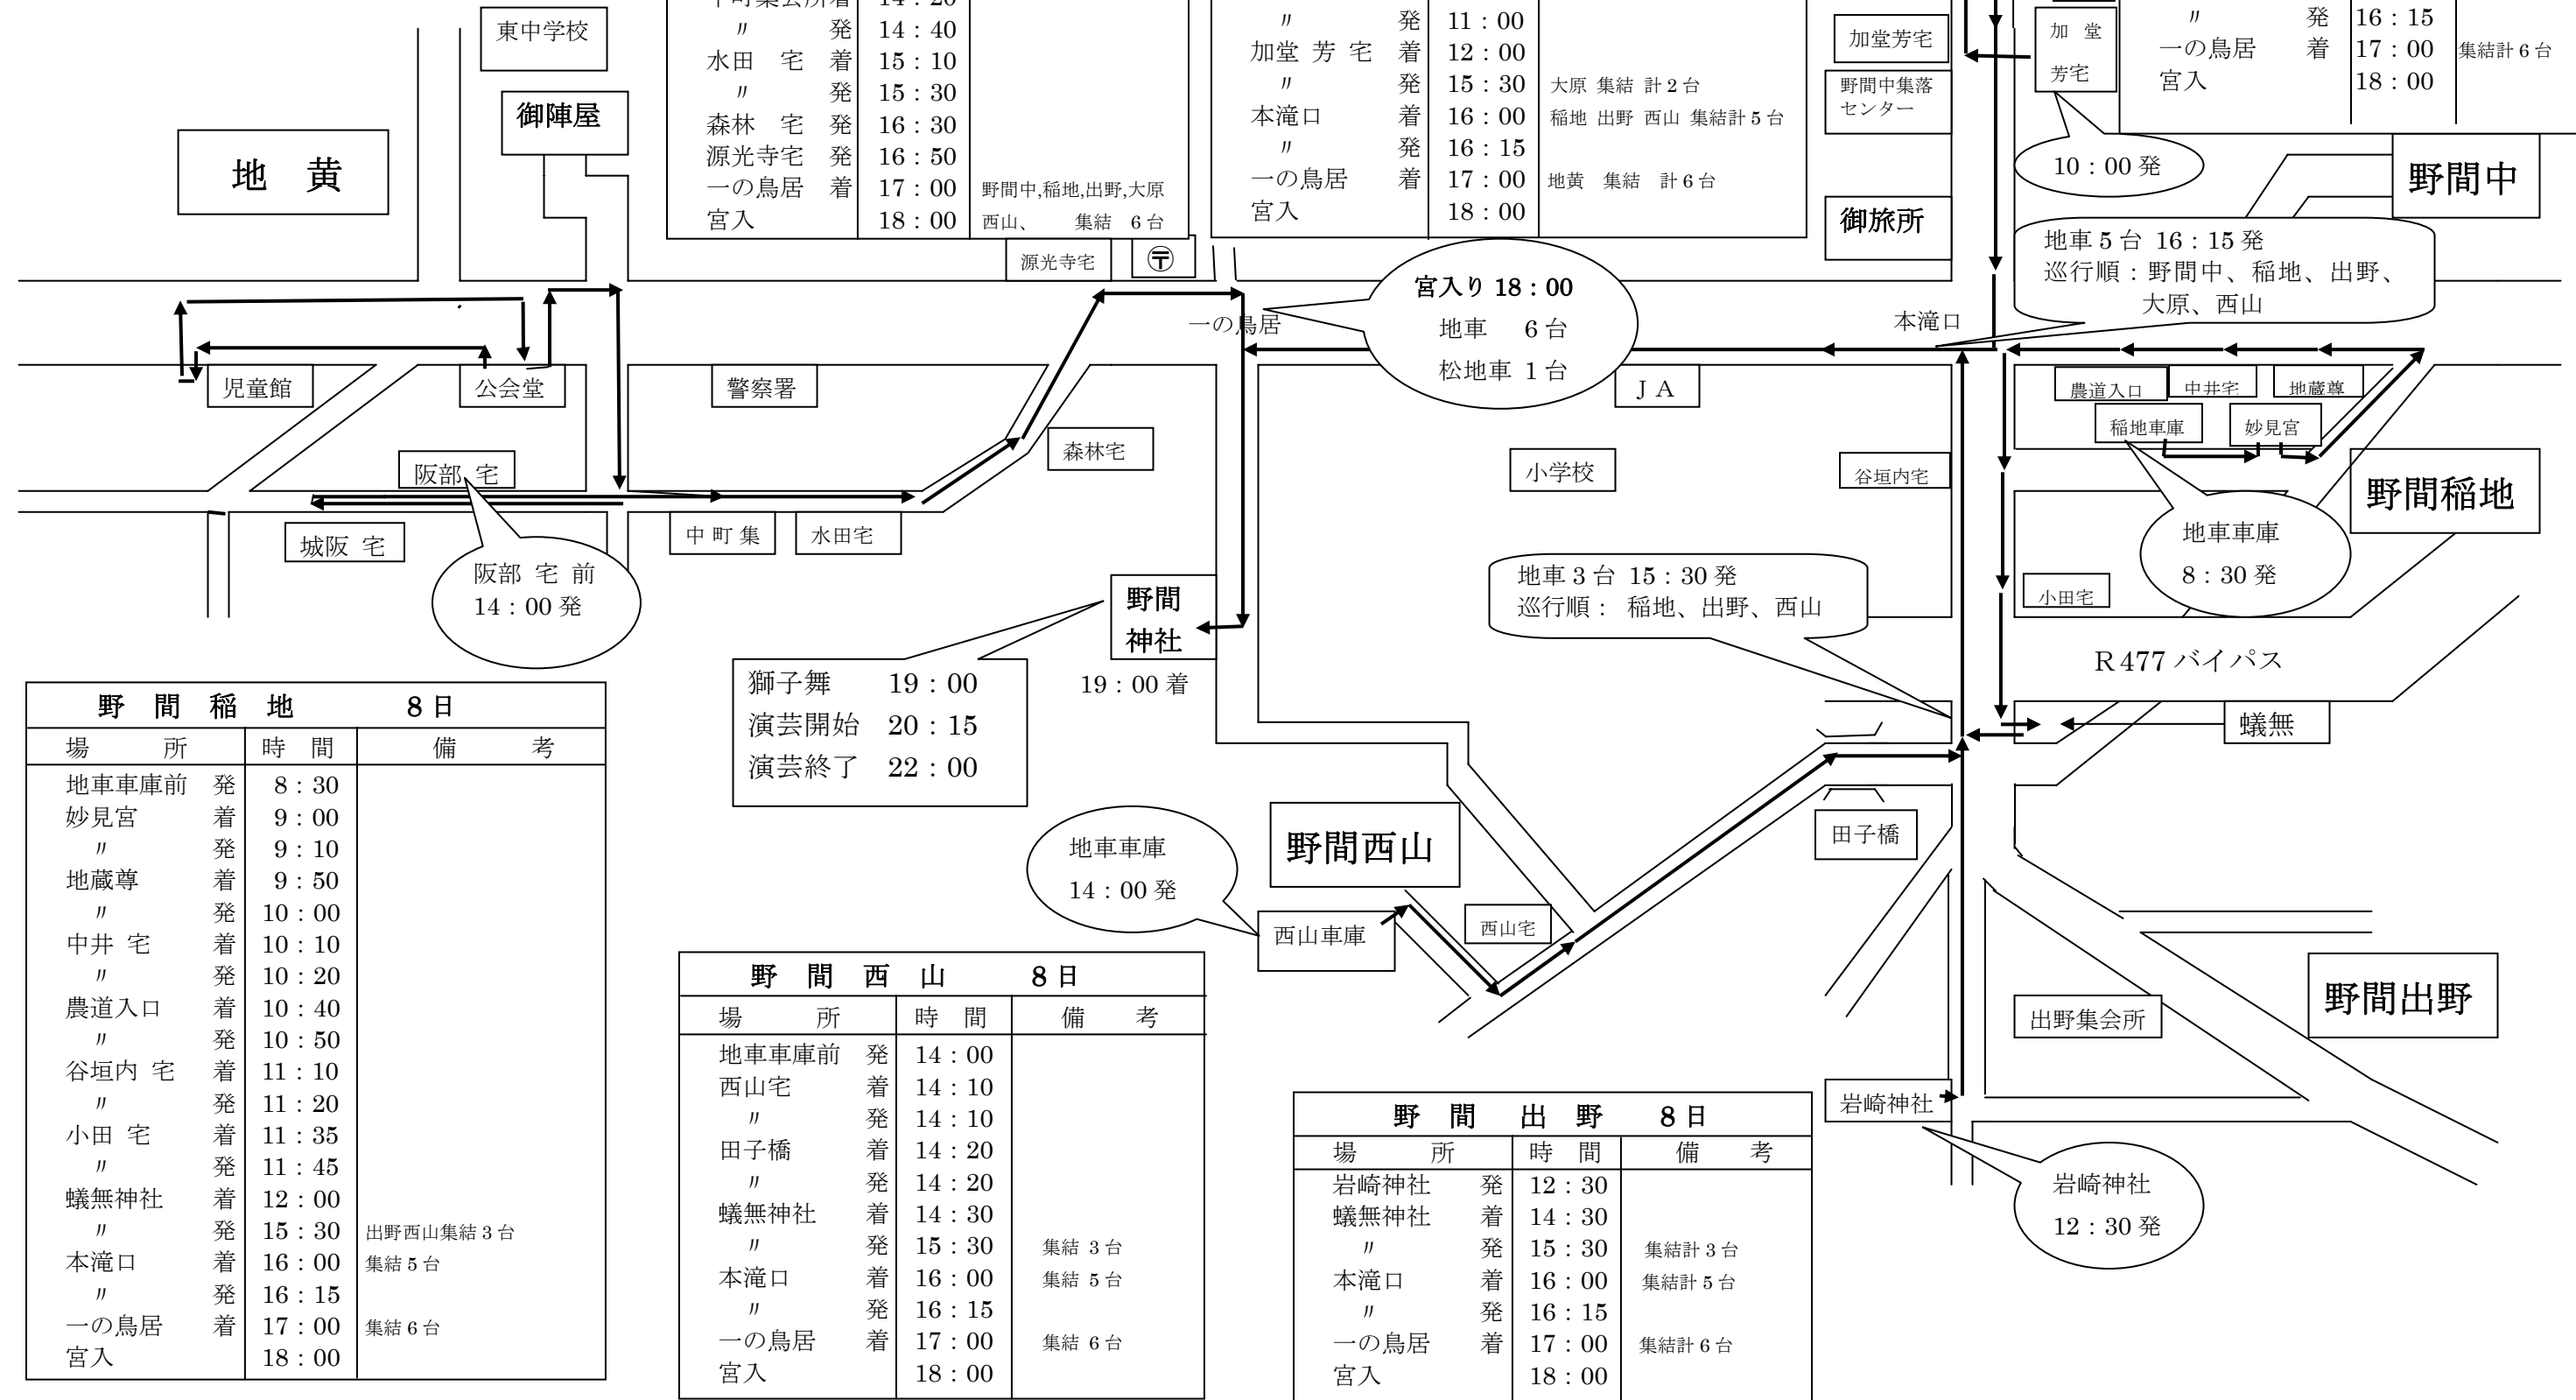 東中学校
御陣屋
地 黄
〃 発 14：40
水田 宅 着 15：10
〃 発 15：30
森林 宅 発 16：30
源光寺宅 発 16：50
一の鳥居 着 17：00 野間中,稲地,出野,大原
宮入 18：00 西山、 集結 6台
〃 発 11：00
加堂 芳 宅 着 12：00
〃 発 15：30 大原 集結 計2台
本滝口 着 16：00 稲地 出野 西山 集結計5台
〃 発 16：15
一の鳥居 着 17：00 地黄 集結 計6台
宮入 18：00
加堂芳宅
野間中集落
センター
御旅所
加 堂
芳宅
〃 発 16：15
一の鳥居 着 17：00 集結計6台
宮入 18：00
10：00発
野間中
地車5台 16：15発
巡行順：野間中、稲地、出野、
大原、西山
源光寺宅
〒
宮入り 18：00
地車 6台
松地車 1台
一の鳥居
本滝口
児童館
公会堂
警察署
ＪＡ
農道入口
中井宅
地蔵尊
稲地車庫
妙見宮
森林宅
阪部 宅
小学校
谷垣内宅
野間稲地
城阪 宅
中 町 集
水田宅
地車車庫
8：30発
阪部 宅 前
14：00発
野間
神社
19：00着
地車3台 15：30発
巡行順： 稲地、出野、西山
小田宅
Ｒ477バイパス
蟻無
獅子舞 19：00
演芸開始 20：15
演芸終了 22：00
田子橋
地車車庫
14：00発
野間西山
西山車庫
西山宅
野間出野
出野集会所
岩崎神社
岩崎神社
12：30発
野 間 稲 地 8日
場 所 時 間 備 考
地車車庫前 発 8：30
妙見宮 着 9：00
〃 発 9：10
地蔵尊 着 9：50
〃 発 10：00
中井 宅 着 10：10
〃 発 10：20
農道入口 着 10：40
〃 発 10：50
谷垣内 宅 着 11：10
〃 発 11：20
小田 宅 着 11：35
〃 発 11：45
蟻無神社 着 12：00
〃 発 15：30 出野西山集結3台
本滝口 着 16：00 集結5台
〃 発 16：15
一の鳥居 着 17：00 集結6台
宮入 18：00
野 間 西 山 8日
場 所 時 間 備 考
地車車庫前 発 14：00
西山宅 着 14：10
〃 発 14：10
田子橋 着 14：20
〃 発 14：20
蟻無神社 着 14：30
〃 発 15：30 集結 3台
本滝口 着 16：00 集結 5台
〃 発 16：15
一の鳥居 着 17：00 集結 6台
宮入 18：00
野 間 出 野 8日
場 所 時 間 備 考
岩崎神社 発 12：30
蟻無神社 着 14：30
〃 発 15：30 集結計3台
本滝口 着 16：00 集結計5台
〃 発 16：15
一の鳥居 着 17：00 集結計6台
宮入 18：00